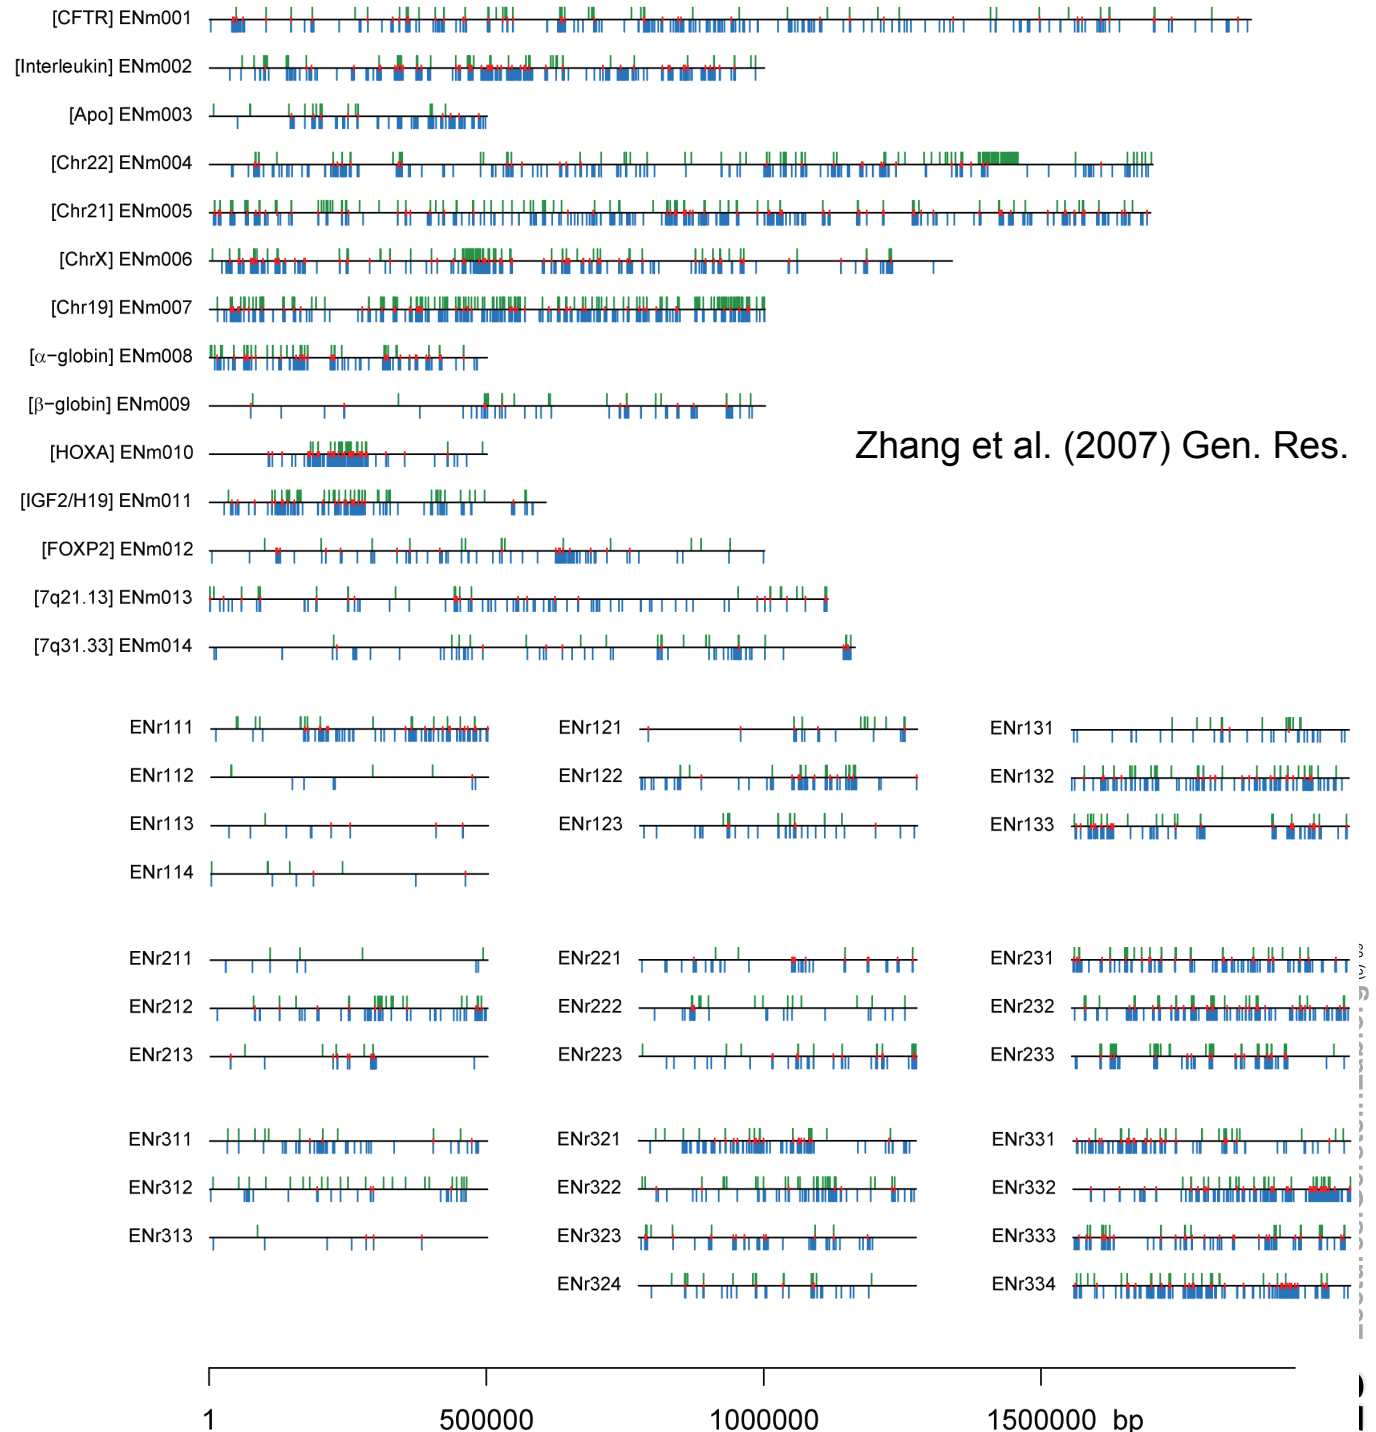 [CFTR] ENm001
[Interleukin] ENm002
[Apo] ENm003
[Chr22] ENm004
[Chr21] ENm005
[ChrX] ENm006
[Chr19] ENm007
[α−globin] ENm008
[β−globin] ENm009
Zhang et al. (2007) Gen. Res.
[HOXA] ENm010
[IGF2/H19] ENm011
[FOXP2] ENm012
[7q21.13] ENm013
[7q31.33] ENm014
ENr111 ENr121 ENr131
ENr112 ENr122 ENr132
ENr113 ENr123 ENr133
ENr114
ENr211 ENr221 ENr231
ENr212 ENr222 ENr232
ENr213 ENr223 ENr233
ENr311 ENr321 ENr331
ENr312 ENr322 ENr332
ENr313 ENr323 ENr333
ENr324 ENr334
1 500000 1000000 1500000 bp